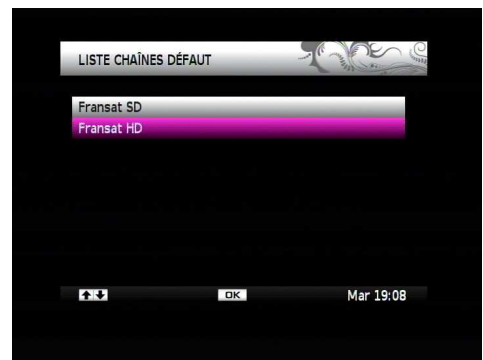 LISTE CHAÎNES DÉFAUT
Fransat SD
Fransat HD
OK Mar 19:08